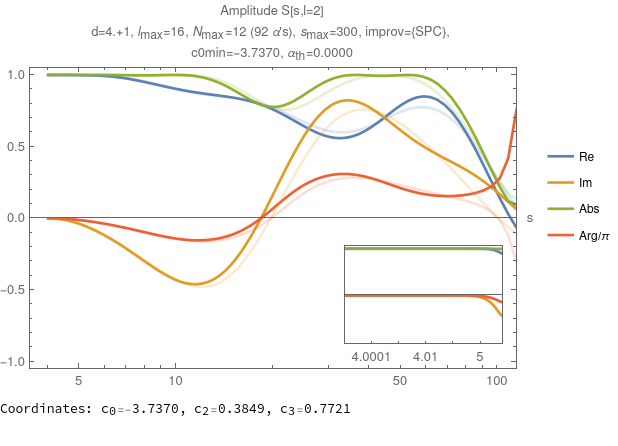 Amplitude S[s,l=2]
d=4.+1, lmax=16, Nmax=12 (92 α's), smax=300, improv={SPC},
c0min=-3.7370, αth=0.0000
1.0
0.5
0.0
-0.5
-1.0
5
10
50
100
s
4.0001
4.01
5
Re
Im
Abs
Arg/π
Coordinates: c0=-3.7370, c2=0.3849, c3=0.7721